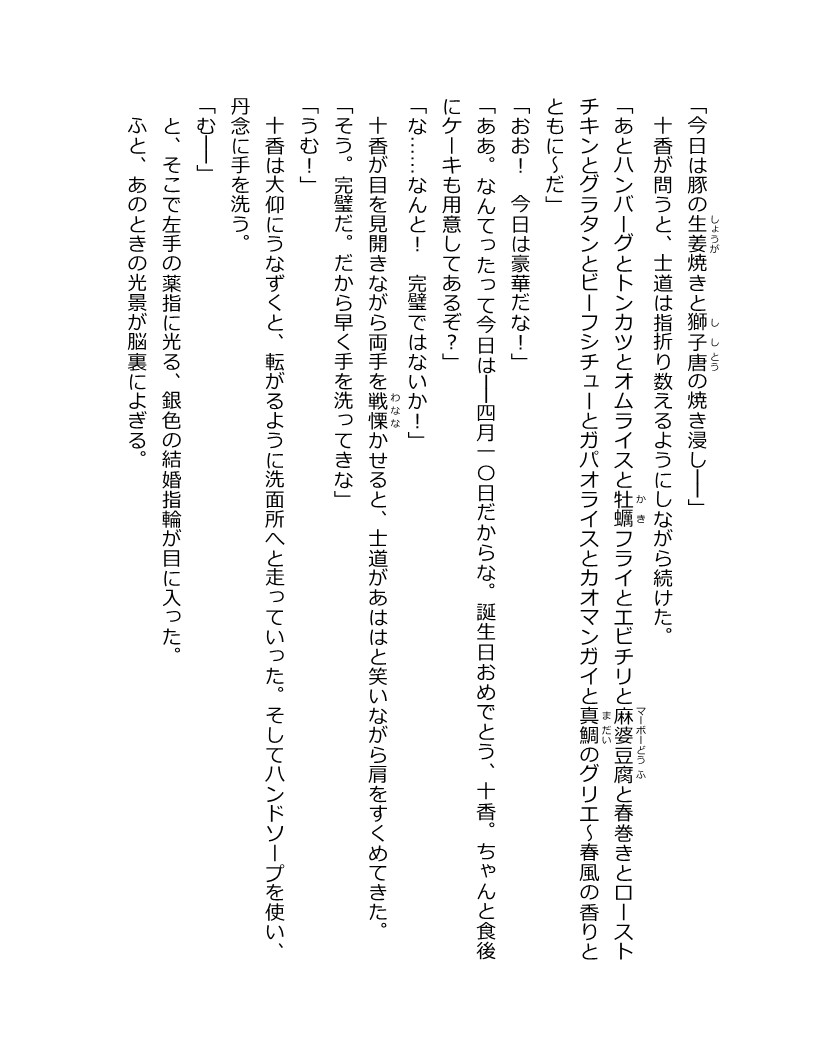 「今日は豚の生姜焼きと獅子唐の焼き浸し──」
十香が問うと、士道は指折り数えるようにしながら続けた。
「あとハンバーグとトンカツとオムライスと牡蠣フライとエビチリと麻婆豆腐と春巻きとロースト
チキンとグラタンとビーフシチューとガパオライスとカオマンガイと真鯛のグリエ～春風の香りと
ともに～だ」
「おお！　今日は豪華だな！」
「ああ。なんてったって今日は──四月一〇日だからな。誕生日おめでとう、十香。ちゃんと食後
にケーキも用意してあるぞ？」
「な……なんと！　完璧ではないか！」
十香が目を見開きながら両手を戦慄かせると、士道があははと笑いながら肩をすくめてきた。
「そう。完璧だ。だから早く手を洗ってきな」
「うむ！」
十香は大仰にうなずくと、転がるように洗面所へと走っていった。そしてハンドソープを使い、
丹念に手を洗う。
「む──」
と、そこで左手の薬指に光る、銀色の結婚指輪が目に入った。
ふと、あのときの光景が脳裏によぎる。